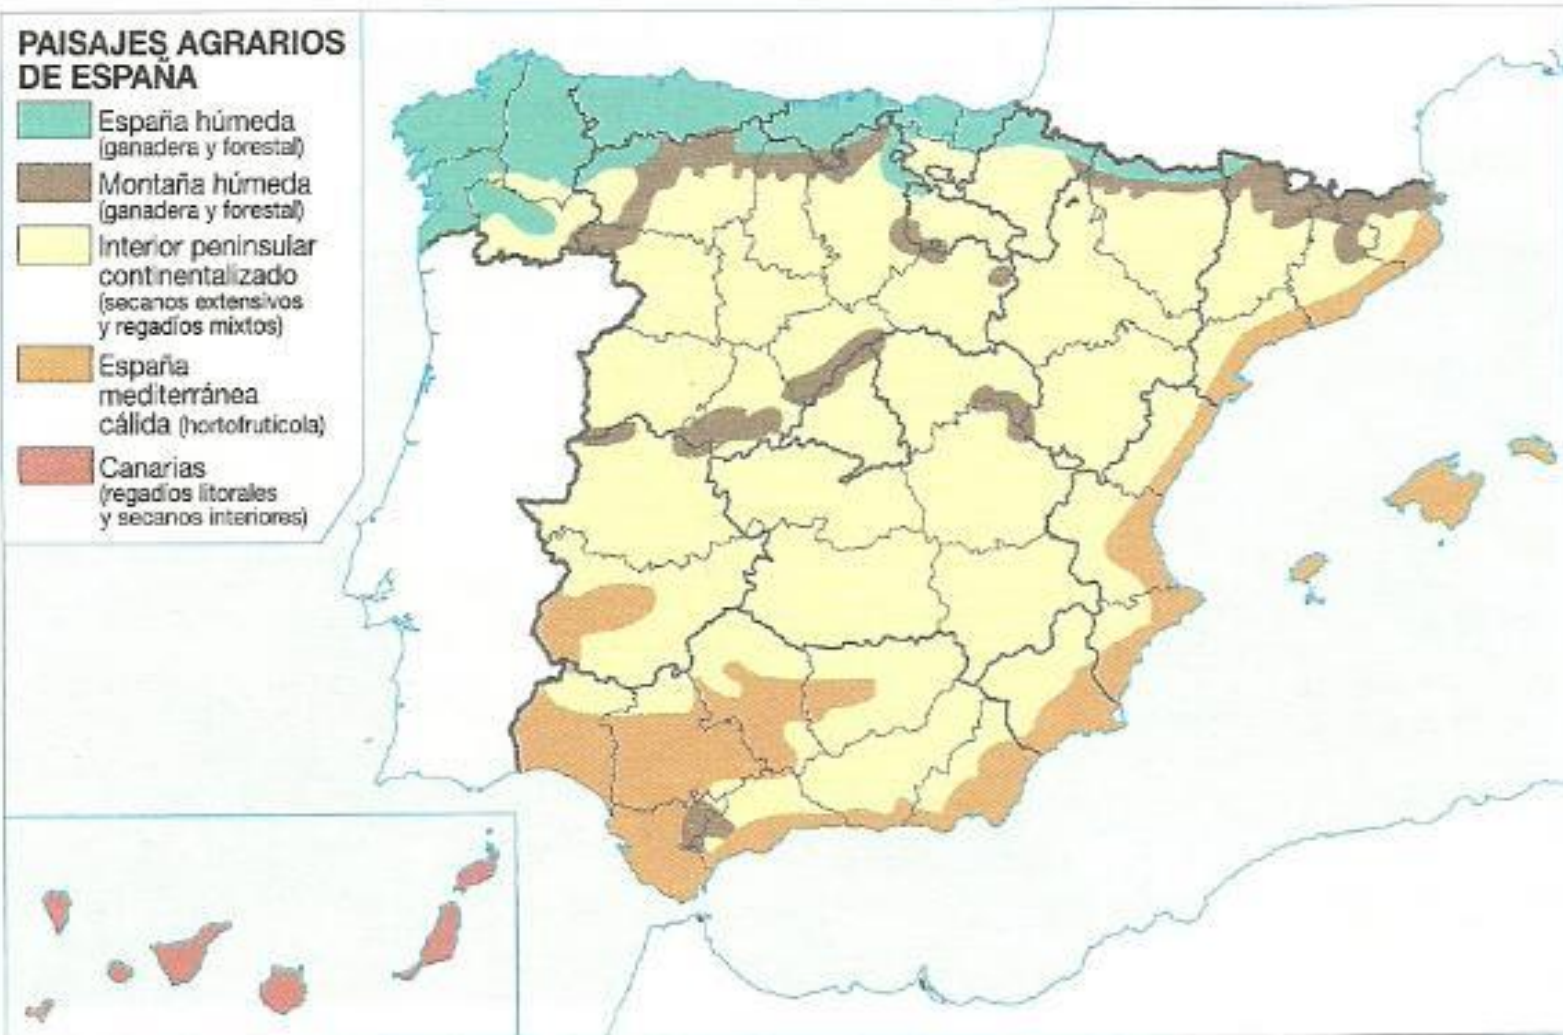 PAISAJES AGRARIOS
DE ESPAÑA
España húmeda
(ganadera y forestal)
Montaña húmeda
(ganadera y forestal)
Interior peninsular
continentalizado
(secanos extensivos
y regadíos mixtos)
España
mediterránea
cálida (hortofrutícola)
Canarias
(regadíos litorales
y secanos interiores)